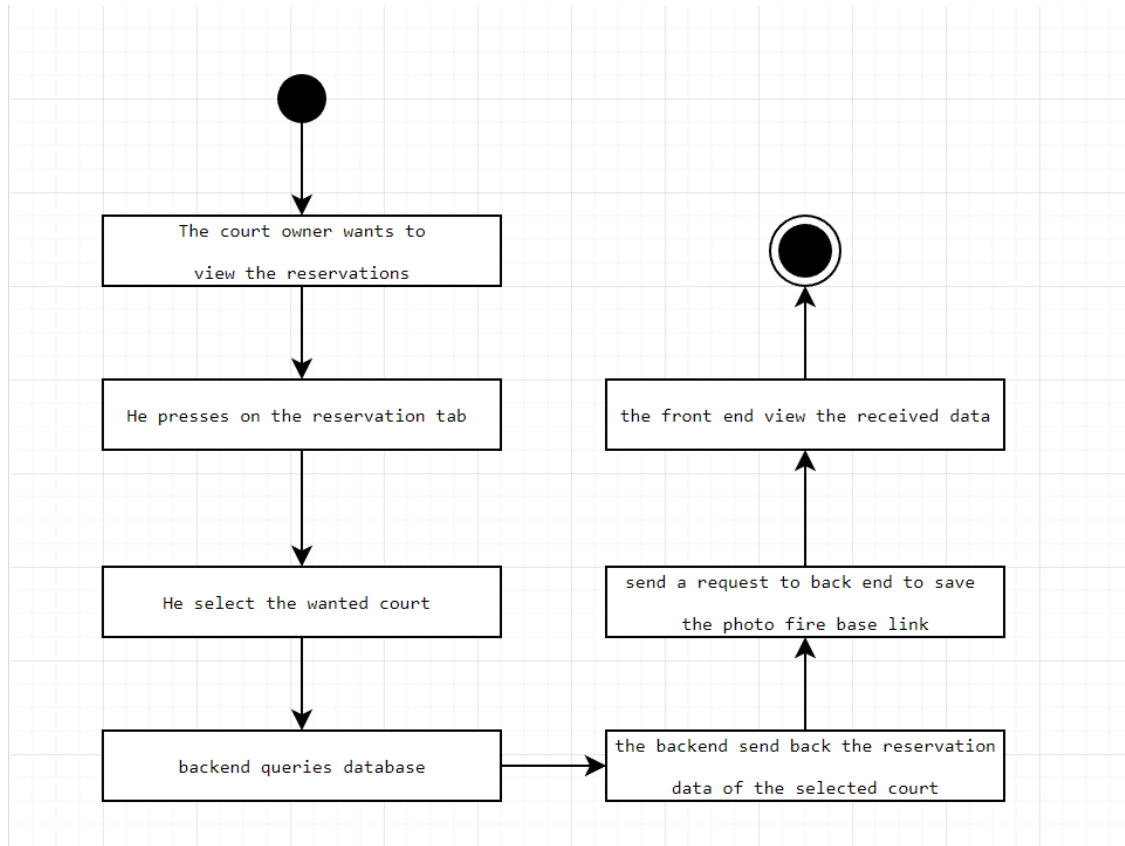 The court owner wants to
view the reservations
He presses on the reservation tab
He select the wanted court
backend queries database
the backend send back the reservation
data of the selected court
send a request to back end to save
the photo fire base link
the front end view the received data